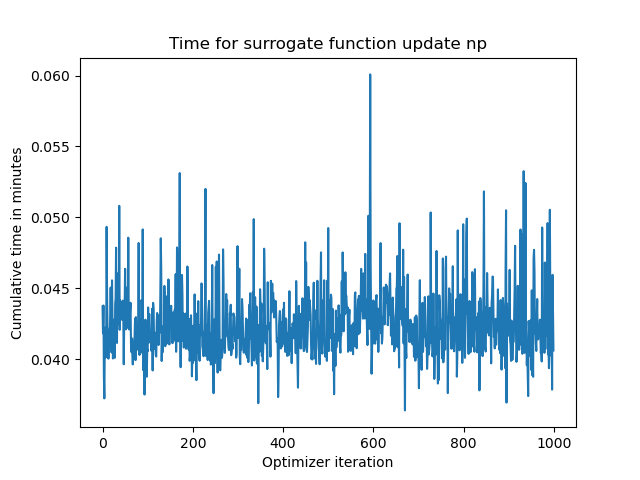 Time for surrogate function update np
Cumulative time in minutes
0.060
0.055
0.050
0.045
0.040
0 200 400 600 800 1000
Optimizer iteration